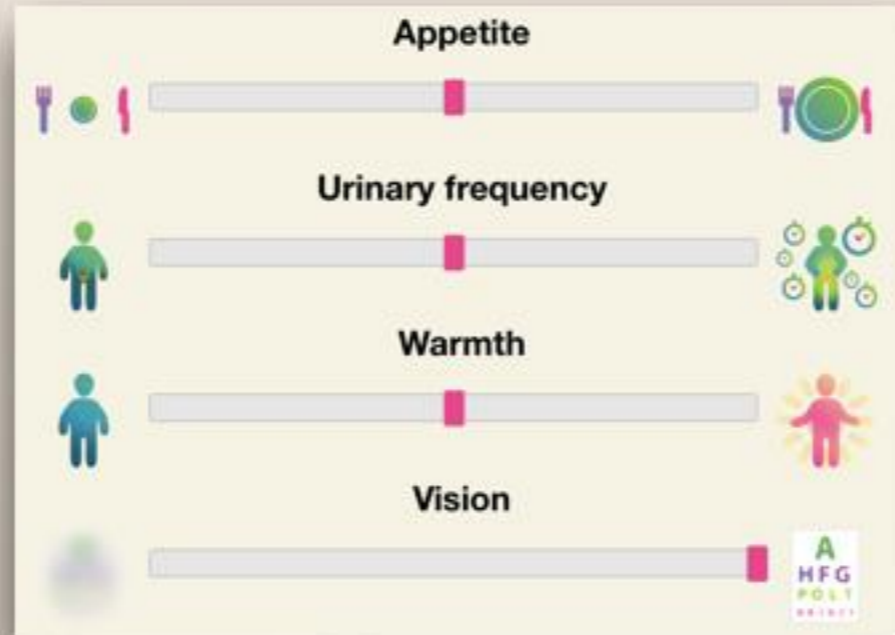 Appetite
Urinary frequency
Warmth
Vision
A
HFG
POLT